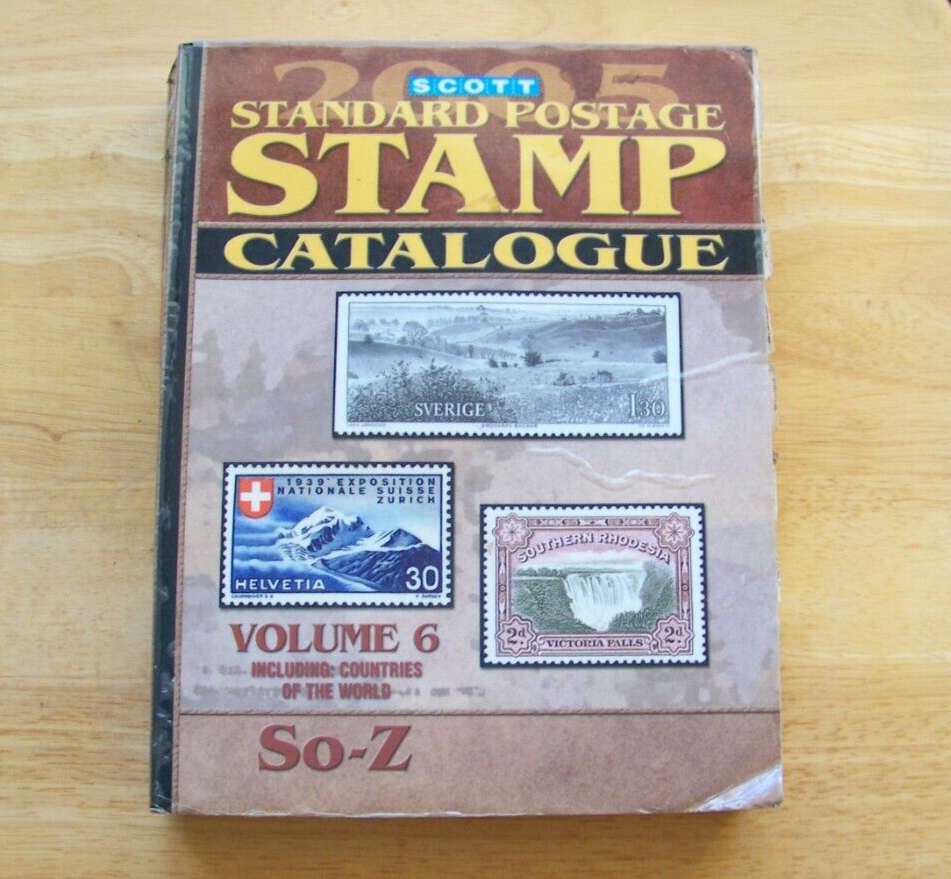 2005
SCOTT
STANDARD POSTAGE
STAMP
CATALOGUE
SVERIGE
1.30
1939 EXPOSITION
NATIONALE SUISSE
ZURICH
HELVETIA
30
SOUTHERN RHODESIA
2d.
VICTORIA FALLS
2d.
VOLUME 6
INCLUDING: COUNTRIES
OF THE WORLD
So-Z